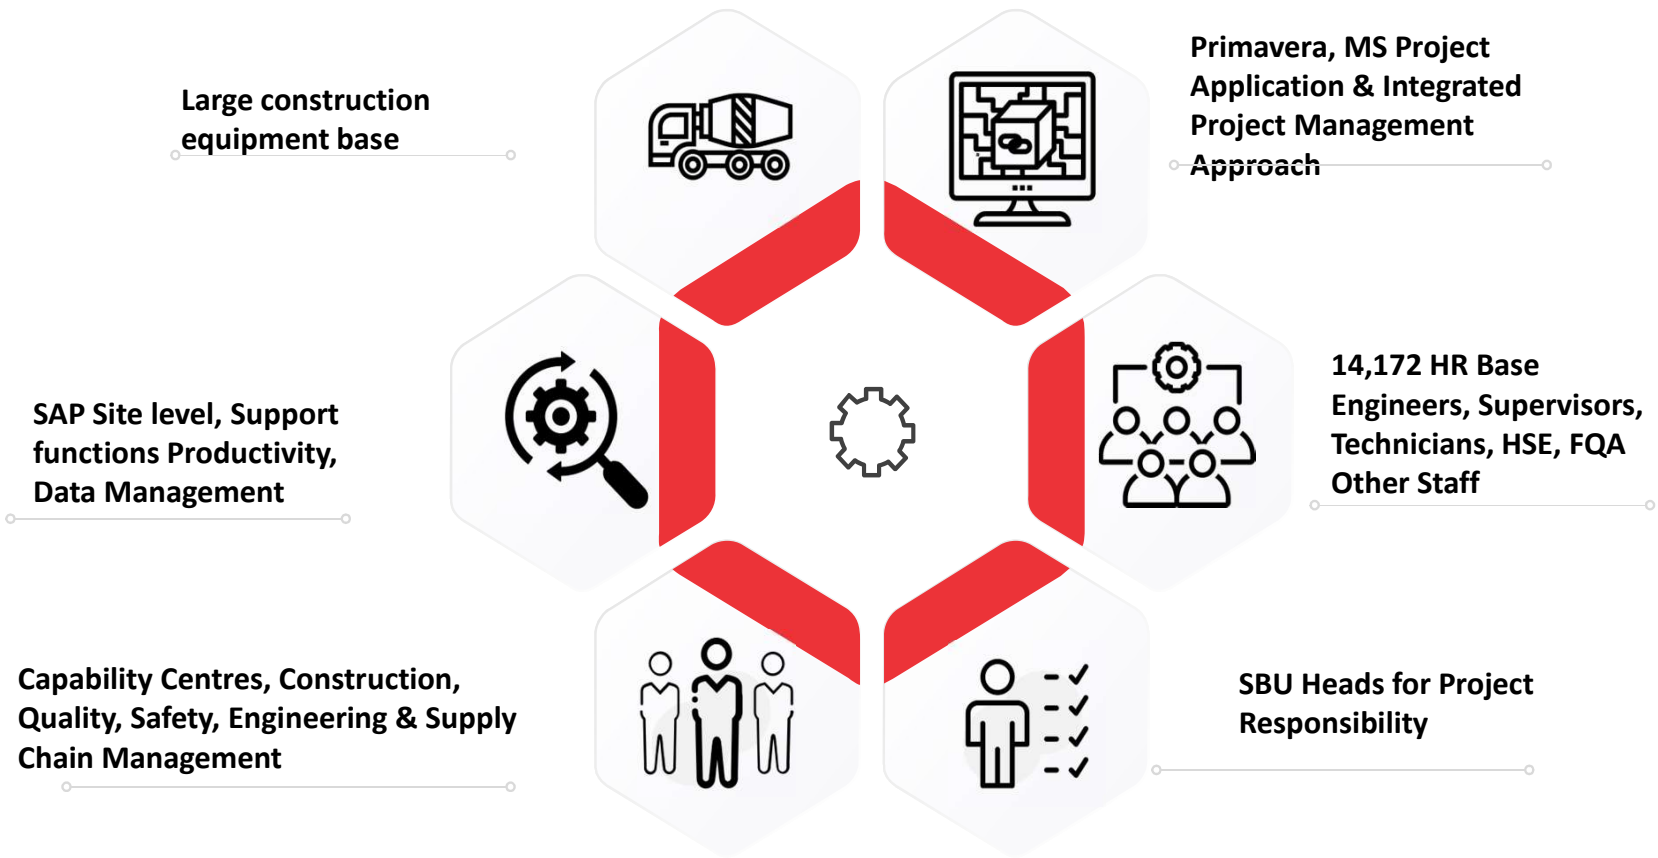 Large construction
equipment base
Primavera, MS Project
Application & Integrated
Project Management
Approach
SAP Site level, Support
functions Productivity,
Data Management
14,172 HR Base
Engineers, Supervisors,
Technicians, HSE, FQA
Other Staff
Capability Centres, Construction,
Quality, Safety, Engineering & Supply
Chain Management
SBU Heads for Project
Responsibility